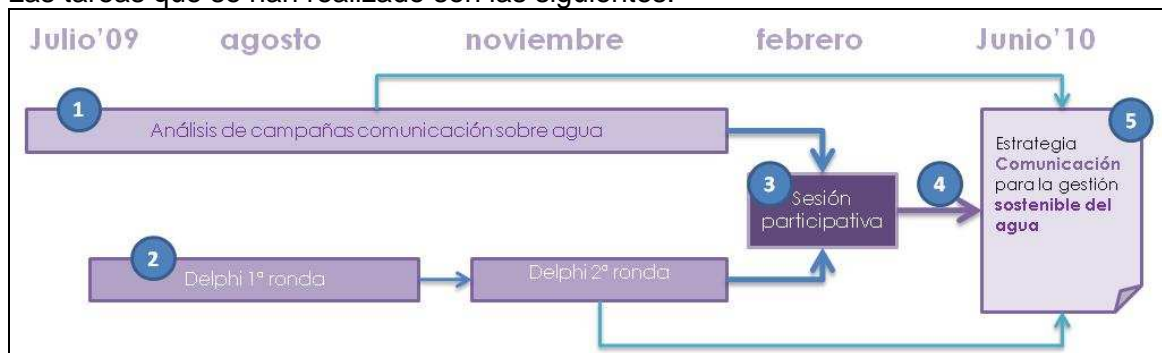 Las tareas que se han realizado son las siguientes:
Julio'09 agosto noviembre febrero Junio'10
1
Análisis de campañas comunicación sobre agua
5
Estrategia
Comunicación
para la gestión
sostenible del
agua
3
Sesión
participativa
4
2
Delphi 1ª ronda
Delphi 2ª ronda